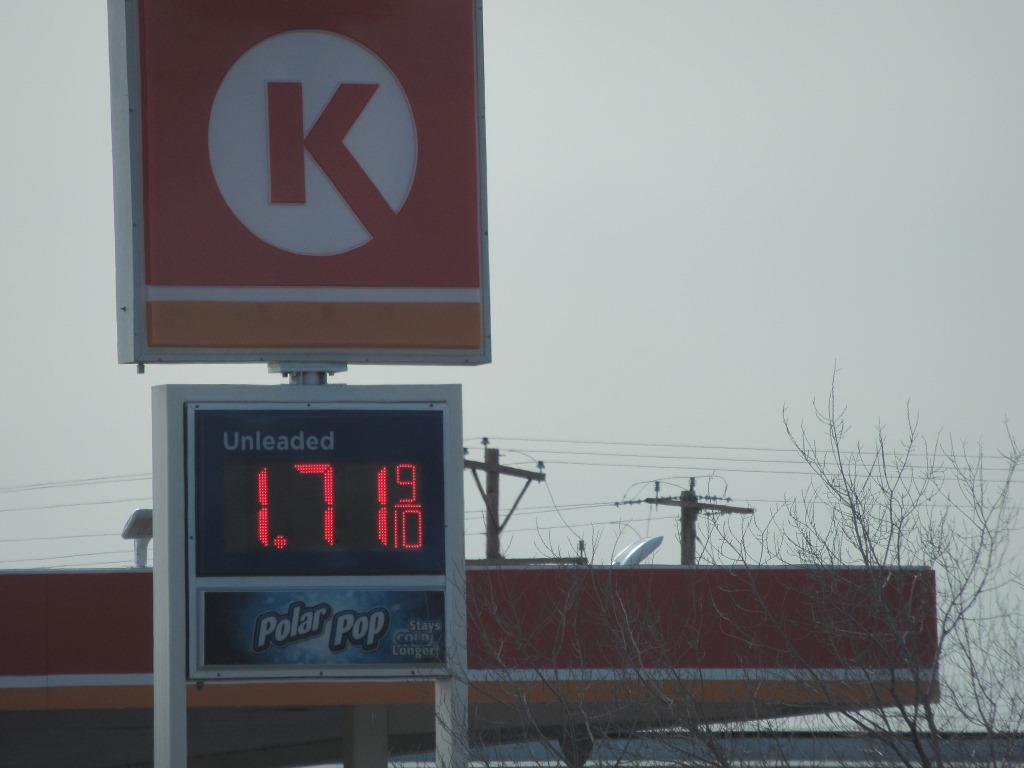 K
Unleaded
1.71 9/10
Polar Pop
Stays
COLD
Longer!